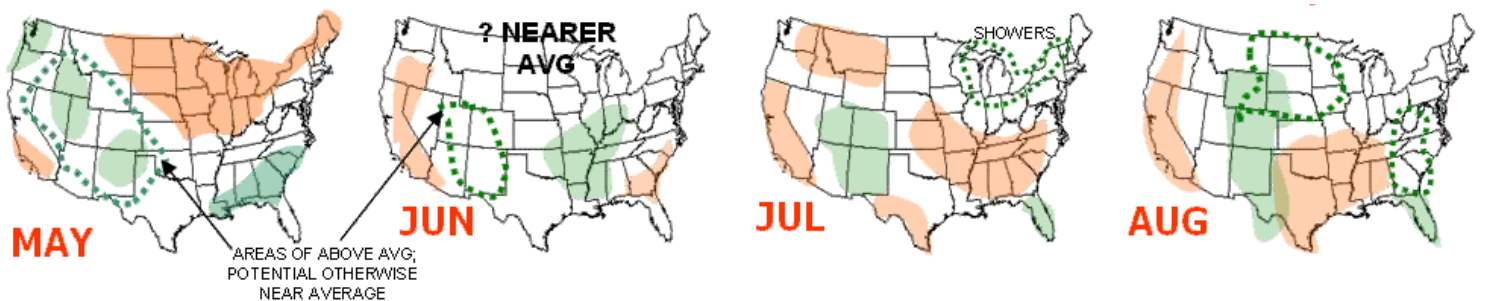 MAY
AREAS OF ABOVE AVG;
POTENTIAL OTHERWISE
NEAR AVERAGE
? NEARER
AVG
JUN
SHOWERS
JUL
AUG